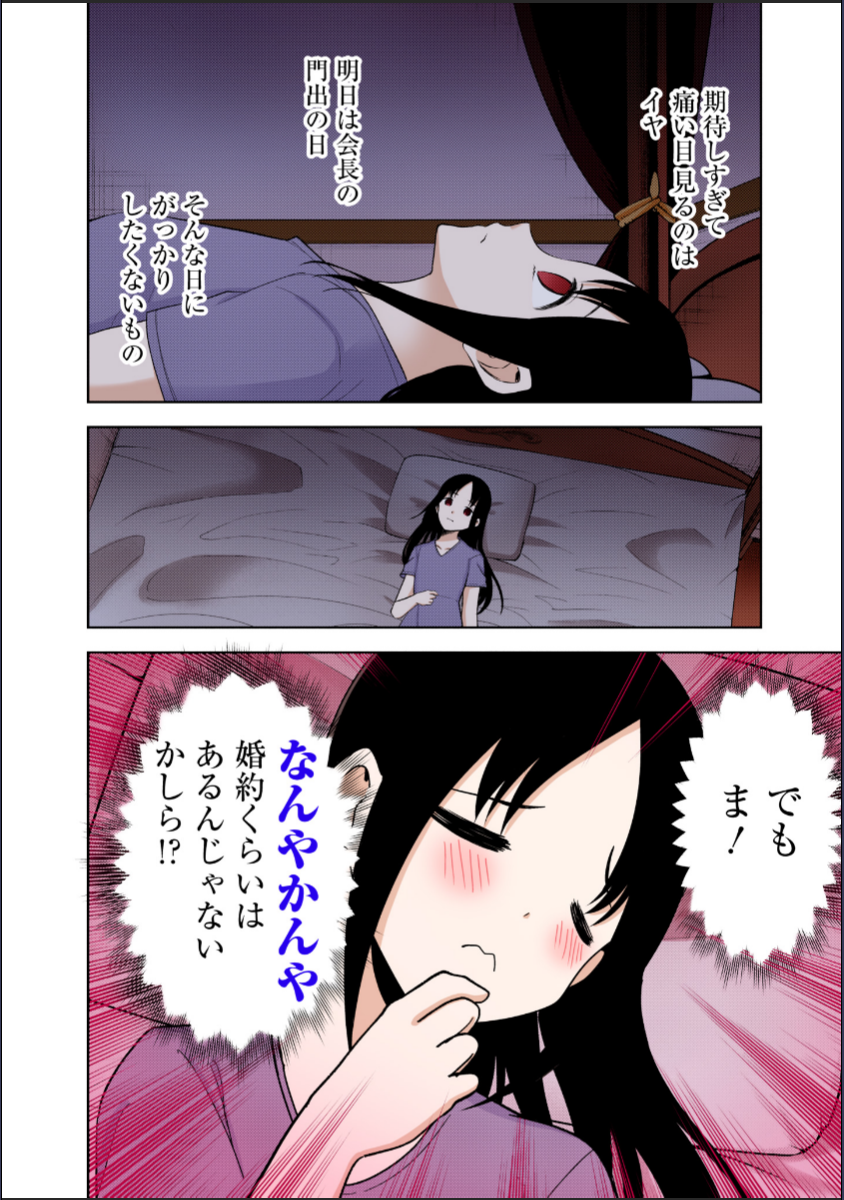 期待しすぎて
痛い目見るのは
イヤ
明日は会長の
門出の日
そんな日に
がっかり
したくないもの
でも
ま!
なんやかんや
婚約くらいは
あるんじゃない
かしら!?